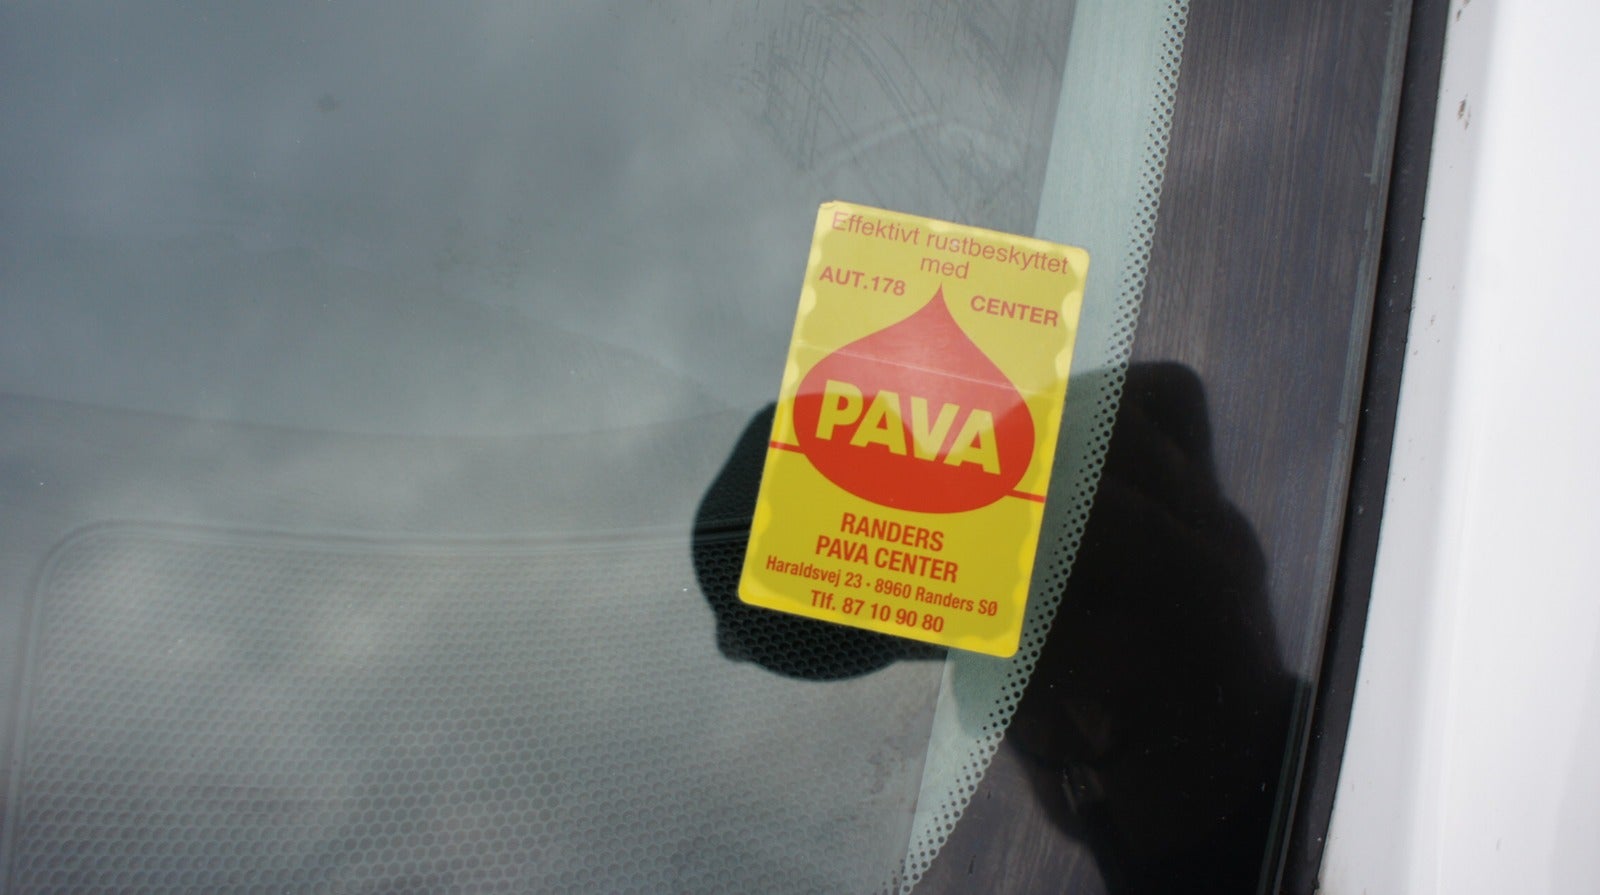 Effektivt rustbeskyttet
med
AUT.178 CENTER
PAVA
RANDERS
PAVA CENTER
Haraldsvej 23 · 8960 Randers SØ
Tlf. 87 10 90 80